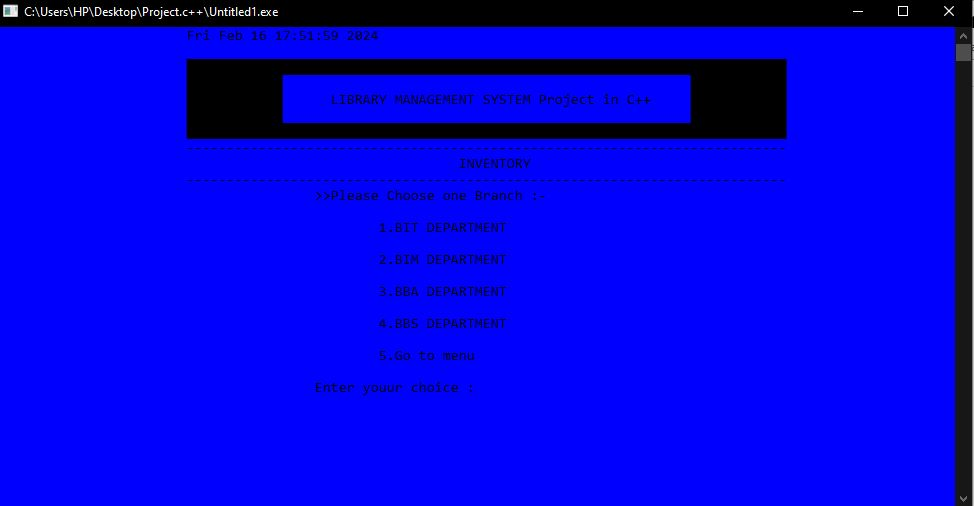 C:\Users\HP\Desktop\Project.c++\Untitled1.exe
Fri Feb 16 17:51:59 2024
LIBRARY MANAGEMENT SYSTEM Project in C++
---------------------------------------------------------------------------
INVENTORY
---------------------------------------------------------------------------
>>Please Choose one Branch :-
1.BIT DEPARTMENT
2.BIM DEPARTMENT
3.BBA DEPARTMENT
4.BBS DEPARTMENT
5.Go to menu
Enter youur choice :